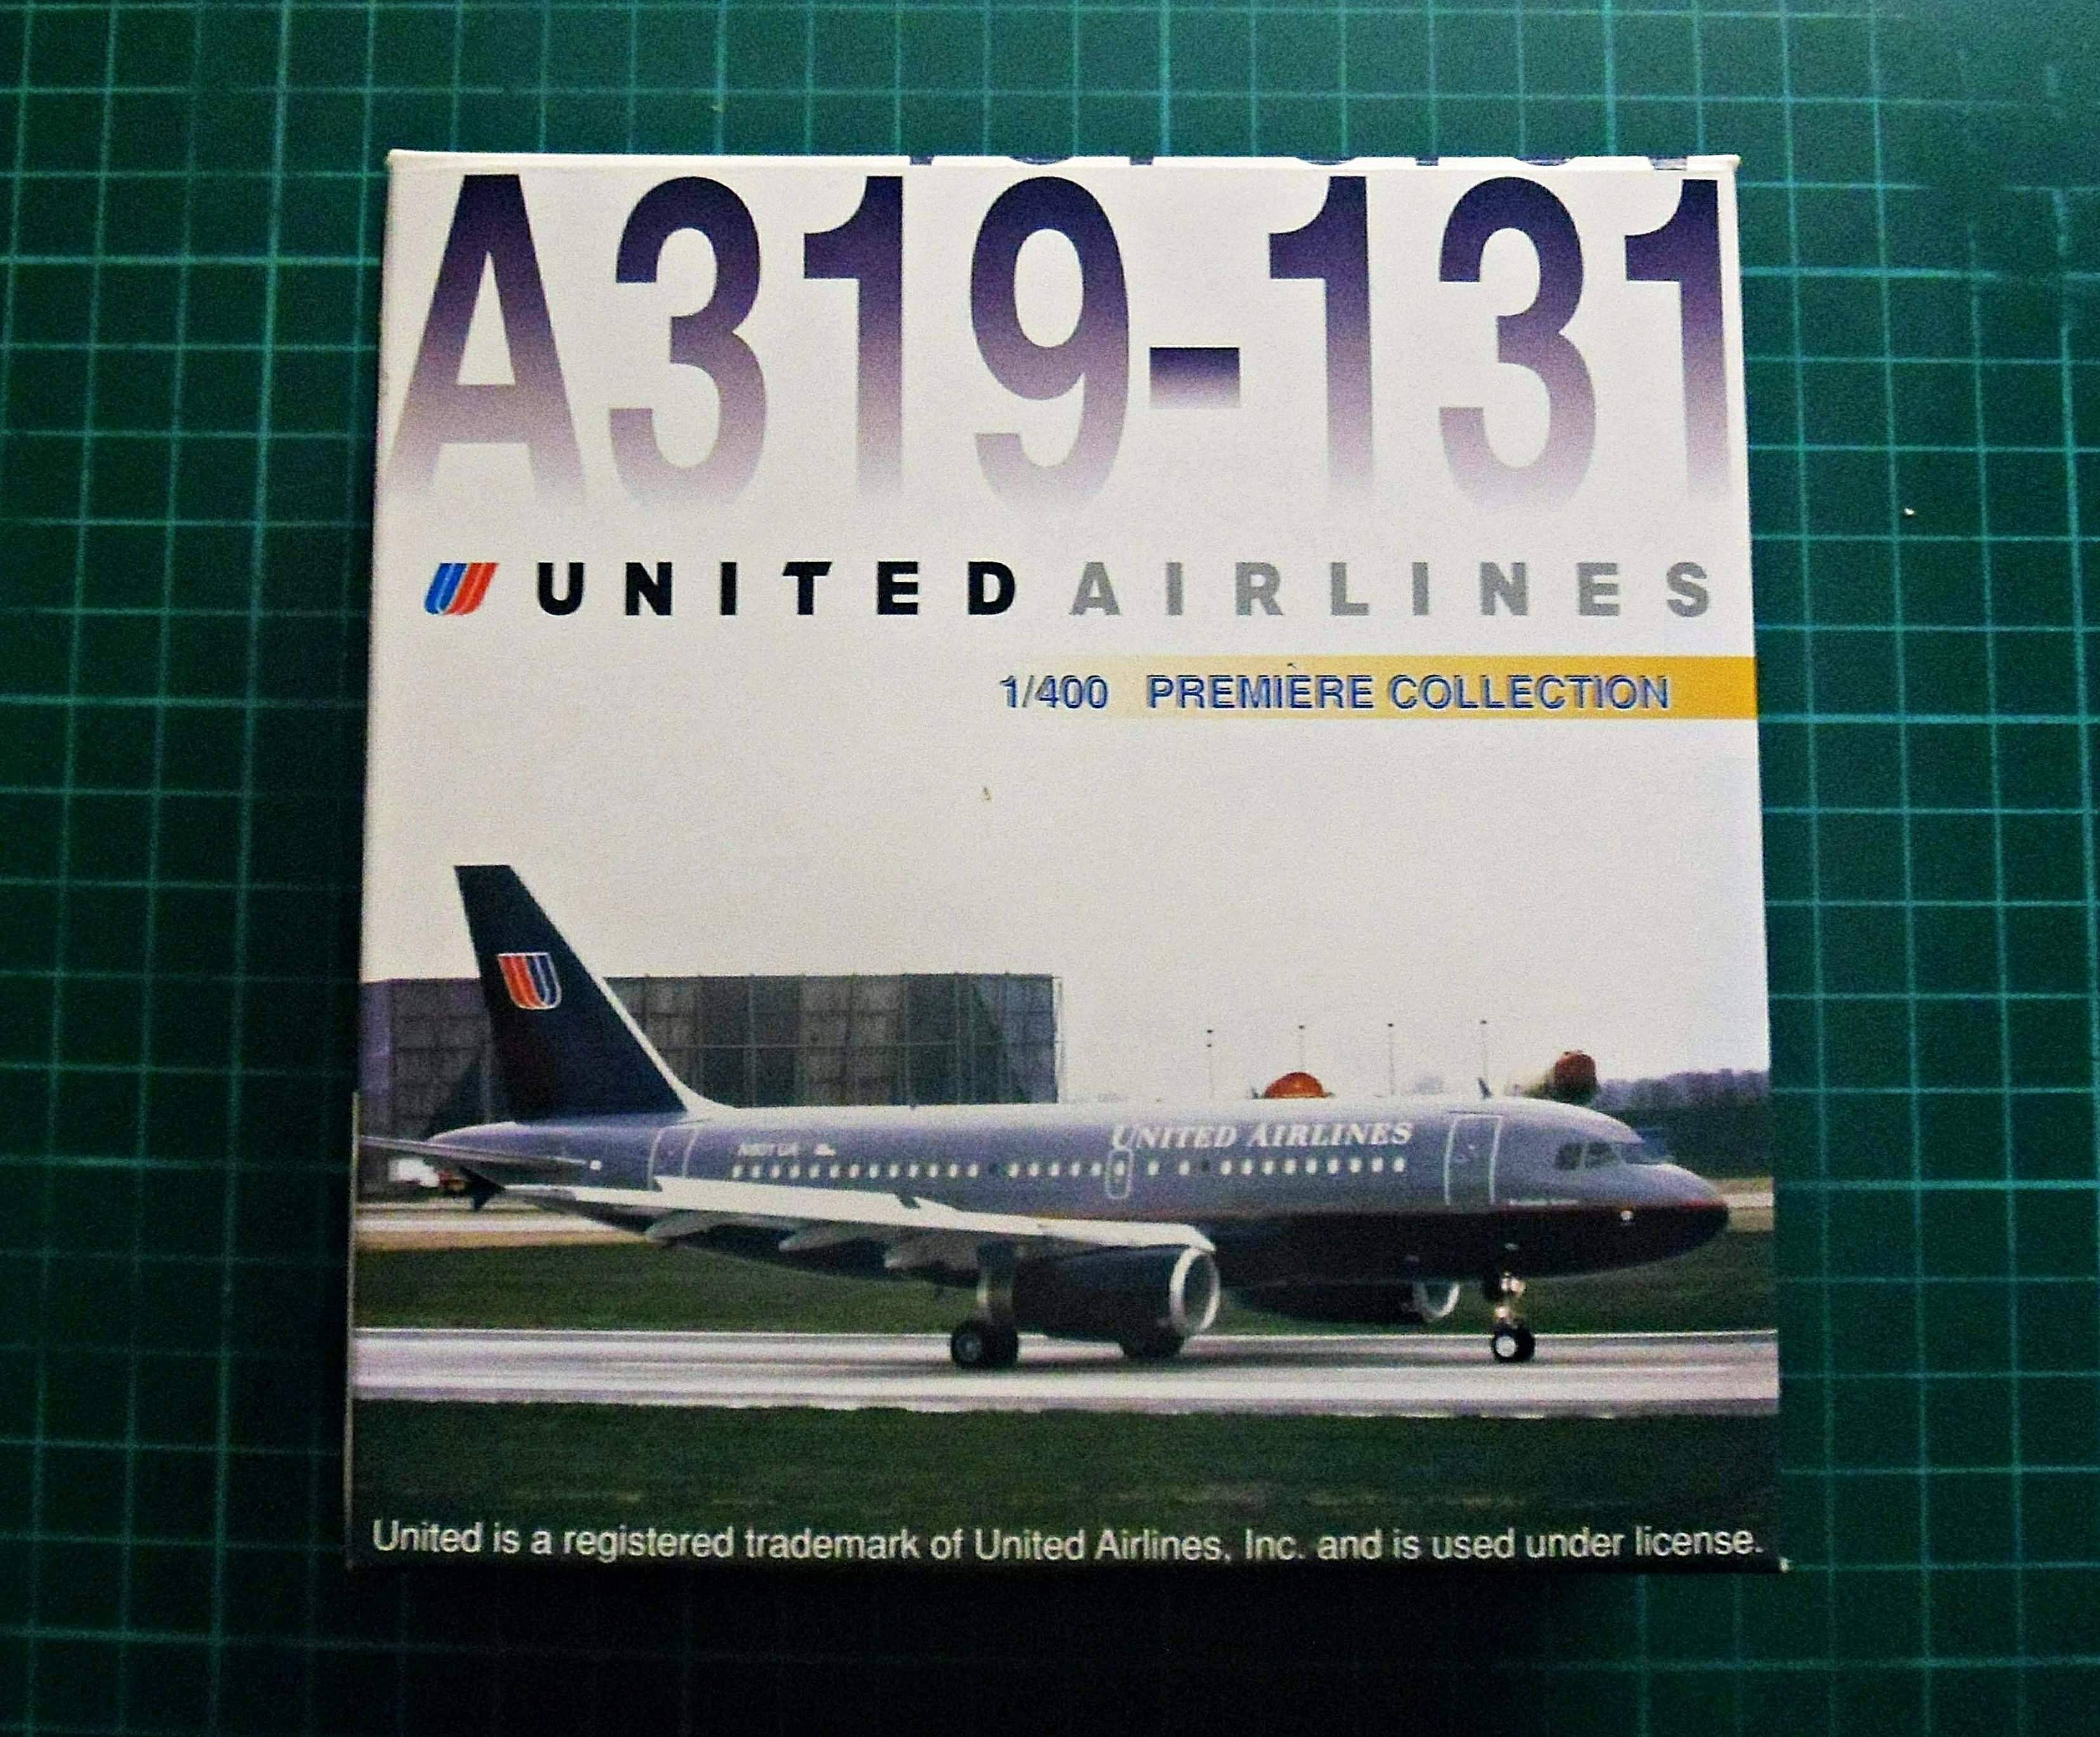 A319-131
UNITED AIRLINES
1/400 PREMIERE COLLECTION
UNITED AIRLINES
United is a registered trademark of United Airlines, Inc. and is used under license.